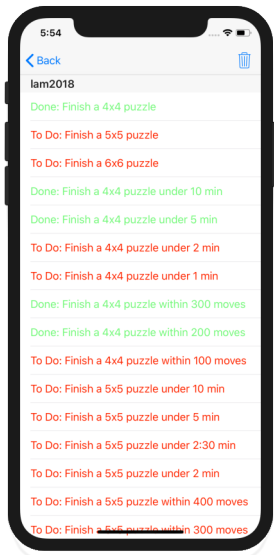 5:54
Back
lam2018
Done: Finish a 4x4 puzzle
To Do: Finish a 5x5 puzzle
To Do: Finish a 6x6 puzzle
Done: Finish a 4x4 puzzle under 10 min
Done: Finish a 4x4 puzzle under 5 min
To Do: Finish a 4x4 puzzle under 2 min
To Do: Finish a 4x4 puzzle under 1 min
Done: Finish a 4x4 puzzle within 300 moves
Done: Finish a 4x4 puzzle within 200 moves
To Do: Finish a 4x4 puzzle within 100 moves
To Do: Finish a 5x5 puzzle under 10 min
To Do: Finish a 5x5 puzzle under 5 min
To Do: Finish a 5x5 puzzle under 2:30 min
To Do: Finish a 5x5 puzzle under 2 min
To Do: Finish a 5x5 puzzle within 400 moves
To Do: Finish a 5x5 puzzle within 300 moves